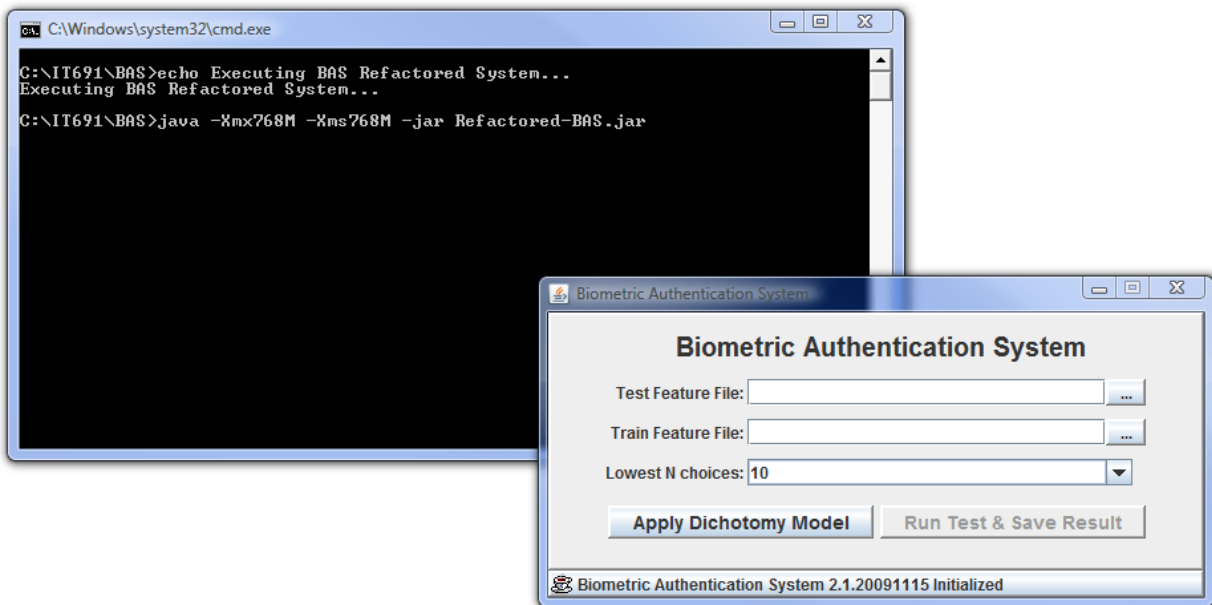 C:\Windows\system32\cmd.exe
C:\IT691\BAS>echo Executing BAS Refactored System...
Executing BAS Refactored System...
C:\IT691\BAS>java -Xmx768M -Xms768M -jar Refactored-BAS.jar
Biometric Authentication System
Biometric Authentication System
Test Feature File:
...
Train Feature File:
...
Lowest N choices: 10
Apply Dichotomy Model
Run Test & Save Result
Biometric Authentication System 2.1.20091115 Initialized